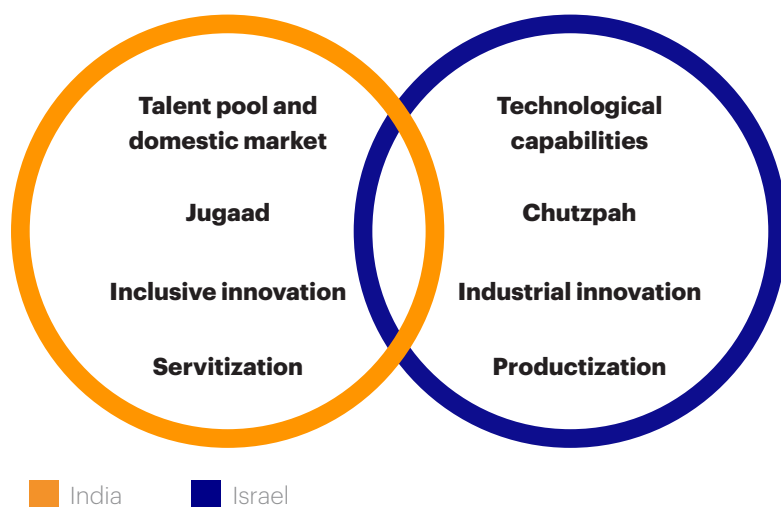 Talent pool and
domestic market
Jugaad
Inclusive innovation
Servitization
Technological
capabilities
Chutzpah
Industrial innovation
Productization
India
Israel